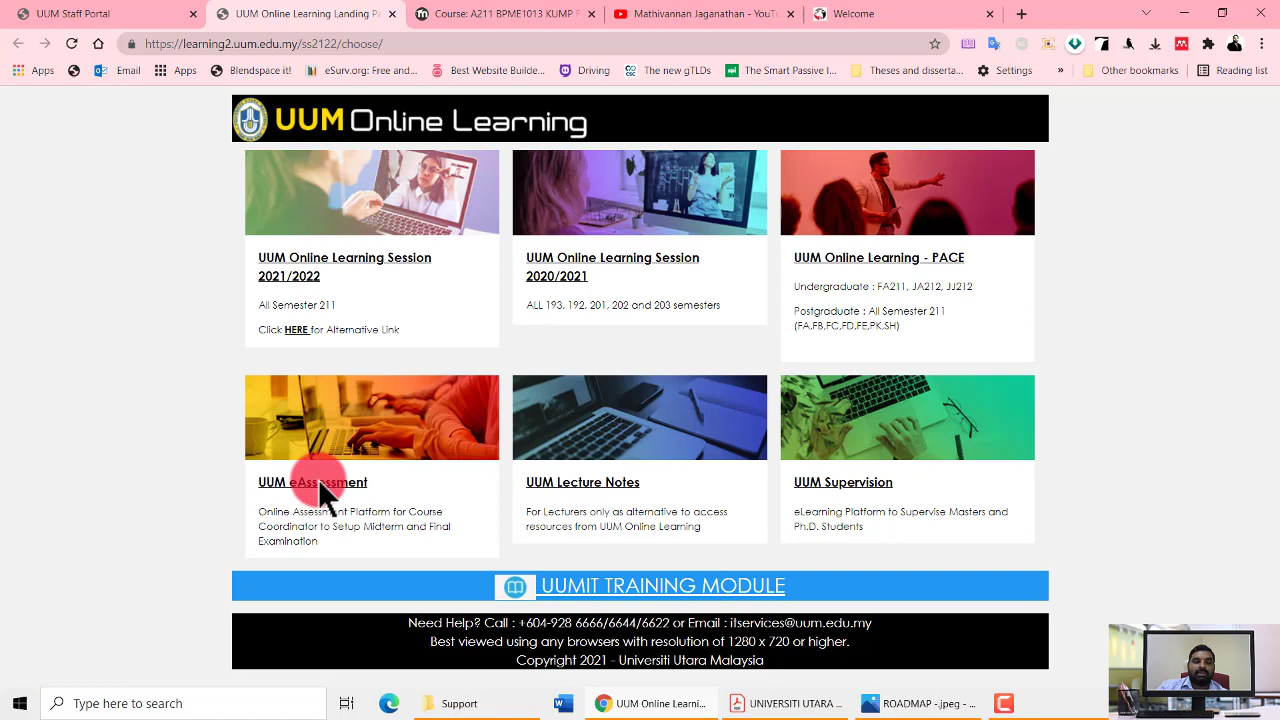 UUM Online Learning Portal
UUM Online Learning Pa
Course: A211 BPME1013 KUMP F
Mathivannan Jaganathan - YouT
Welcome
https://learning2.uum.edu.my/ss2122/choose/
Apps
Email
Apps
Blendspace it!
eSurv.org: For Effect...
Best Website Builde...
Driving
The New gTLDs
The Smart Passive I...
Theses and disserta...
Settings
»
Other bookmarks
Reading list
UUM Online Learning
UUM Online Learning Session
2021/2022
All Semester 211
Click HERE for Alternative Link
UUM Online Learning Session
2020/2021
ALL 193, 192, 201, 202 and 203 semesters
UUM Online Learning - PACE
Undergraduate : FA211, JA212, JJ212
Postgraduate : All Semester 211
(FA,FB,FC,FD,FE,PK,SH)
UUM eAssessment
Online Assessment Platform for Course
Coordinator to Setup Midterm and Final
Examination
UUM Lecture Notes
For Lecturers only as alternative to access
resources from UUM Online Learning
UUM Supervision
eLearning Platform to Supervise Masters and
Ph.D. Students
UUMIT TRAINING MODULE
Need Help? Call : +604-928 6666/6644/6622 or Email : itservices@uum.edu.my
Best viewed using any browsers with resolution of 1280 x 720 or higher.
Copyright 2021 - Universiti Utara Malaysia
Type here to search
UUM Online Learni...
UNIVERSITI UTARA ...
ROADMAP -.jpeg - ...